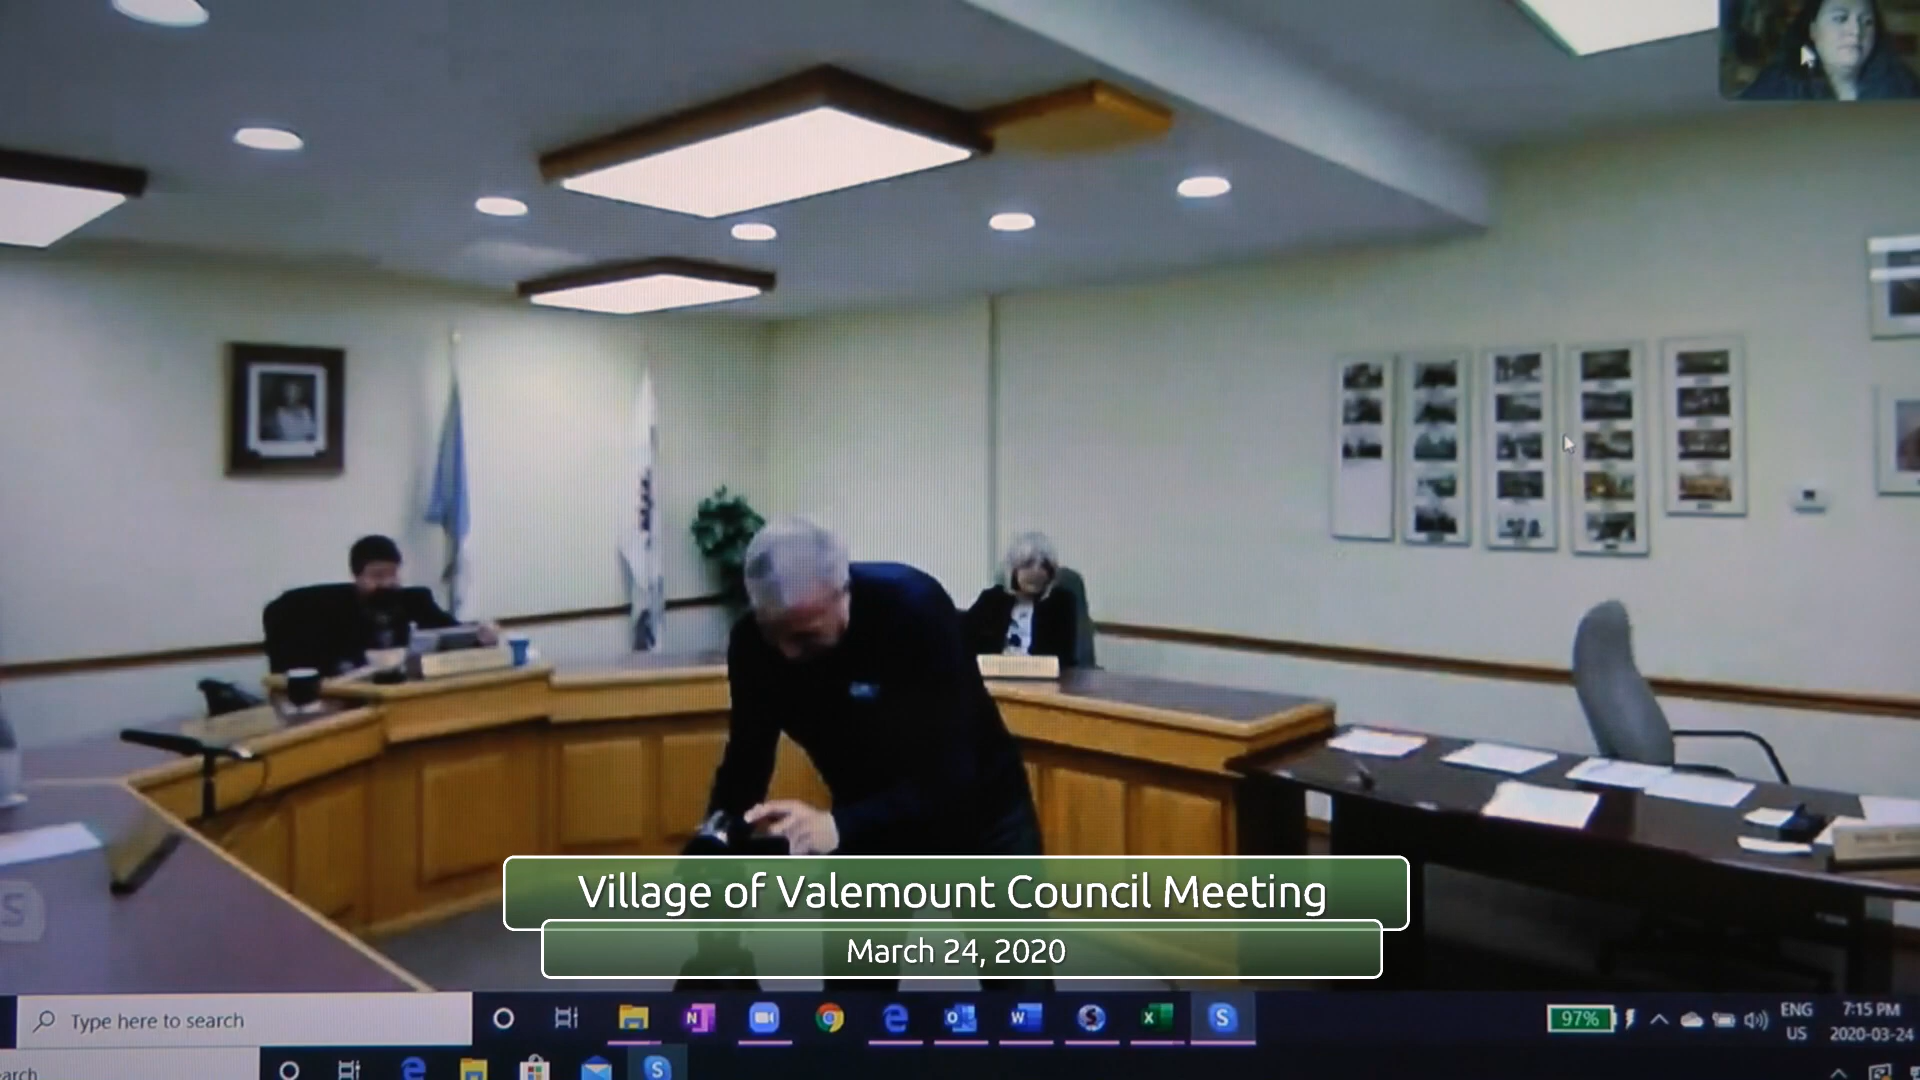 Village of Valemount Council Meeting
March 24, 2020
Type here to search
97%
ENG
US
7:15 PM
2020-03-24
arch